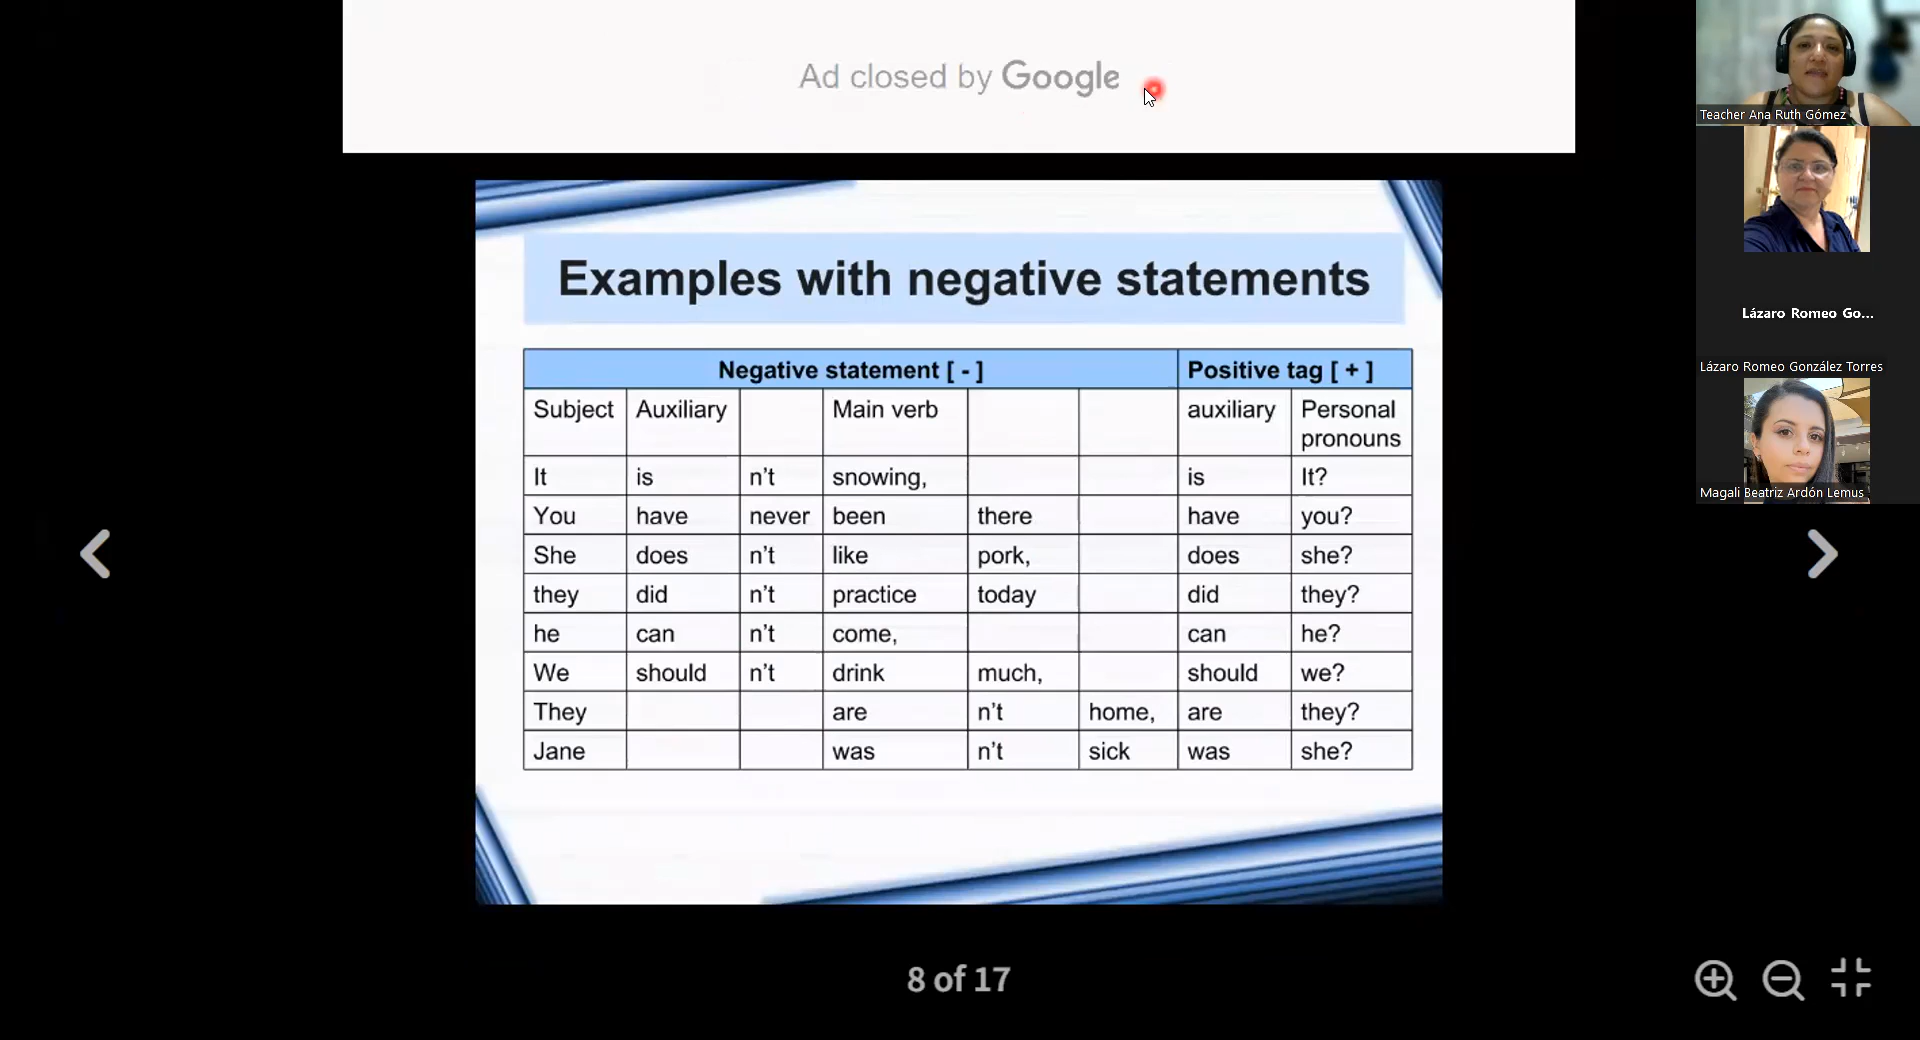 Ad closed by Google
Teacher Ana Ruth Gómez
Lázaro Romeo Go...
Lázaro Romeo González Torres
Magali Beatriz Ardón Lemus
Examples with negative statements
Negative statement [ - ] Positive tag [ + ]
Subject Auxiliary Main verb auxiliary Personal
pronouns
It is n’t snowing, is It?
You have never been there have you?
She does n’t like pork, does she?
they did n’t practice today did they?
he can n’t come, can he?
We should n’t drink much, should we?
They are n’t home, are they?
Jane was n’t sick was she?
8 of 17